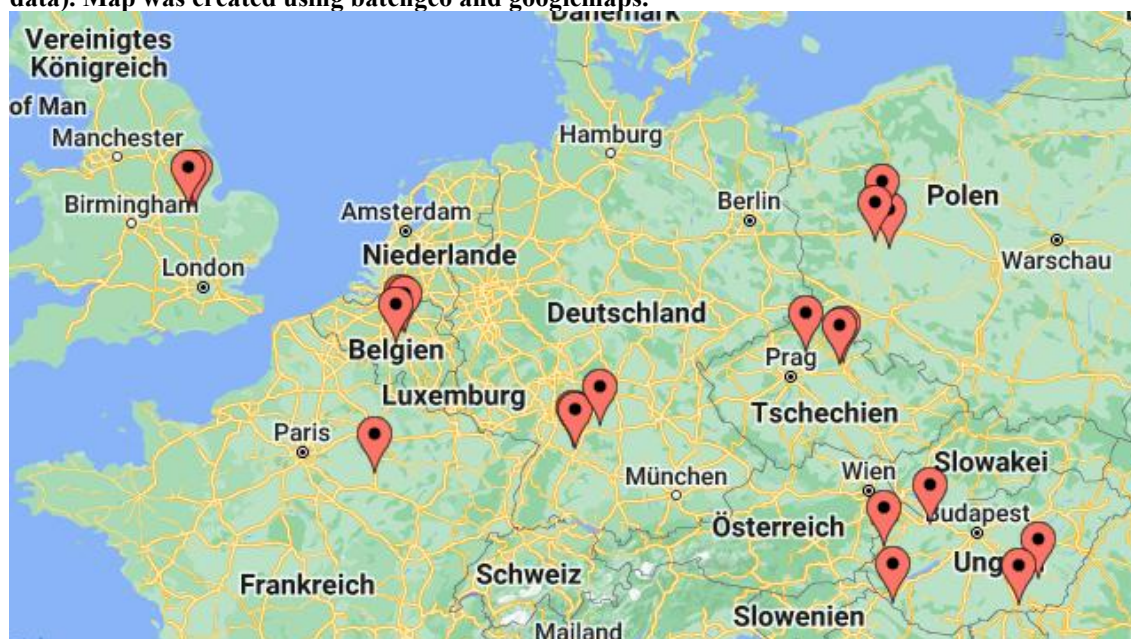 data). Map was created using batchgeo and googlemaps.
Dänemark
Vereinigtes
Königreich
of Man
Manchester
Hamburg
Birmingham
Amsterdam
Berlin
Polen
London
Niederlande
Warschau
Deutschland
Belgien
Prag
Luxemburg
Tschechien
Paris
Wien
Slowakei
München
Budapest
Österreich
Frankreich
Schweiz
Slowenien
Mailand